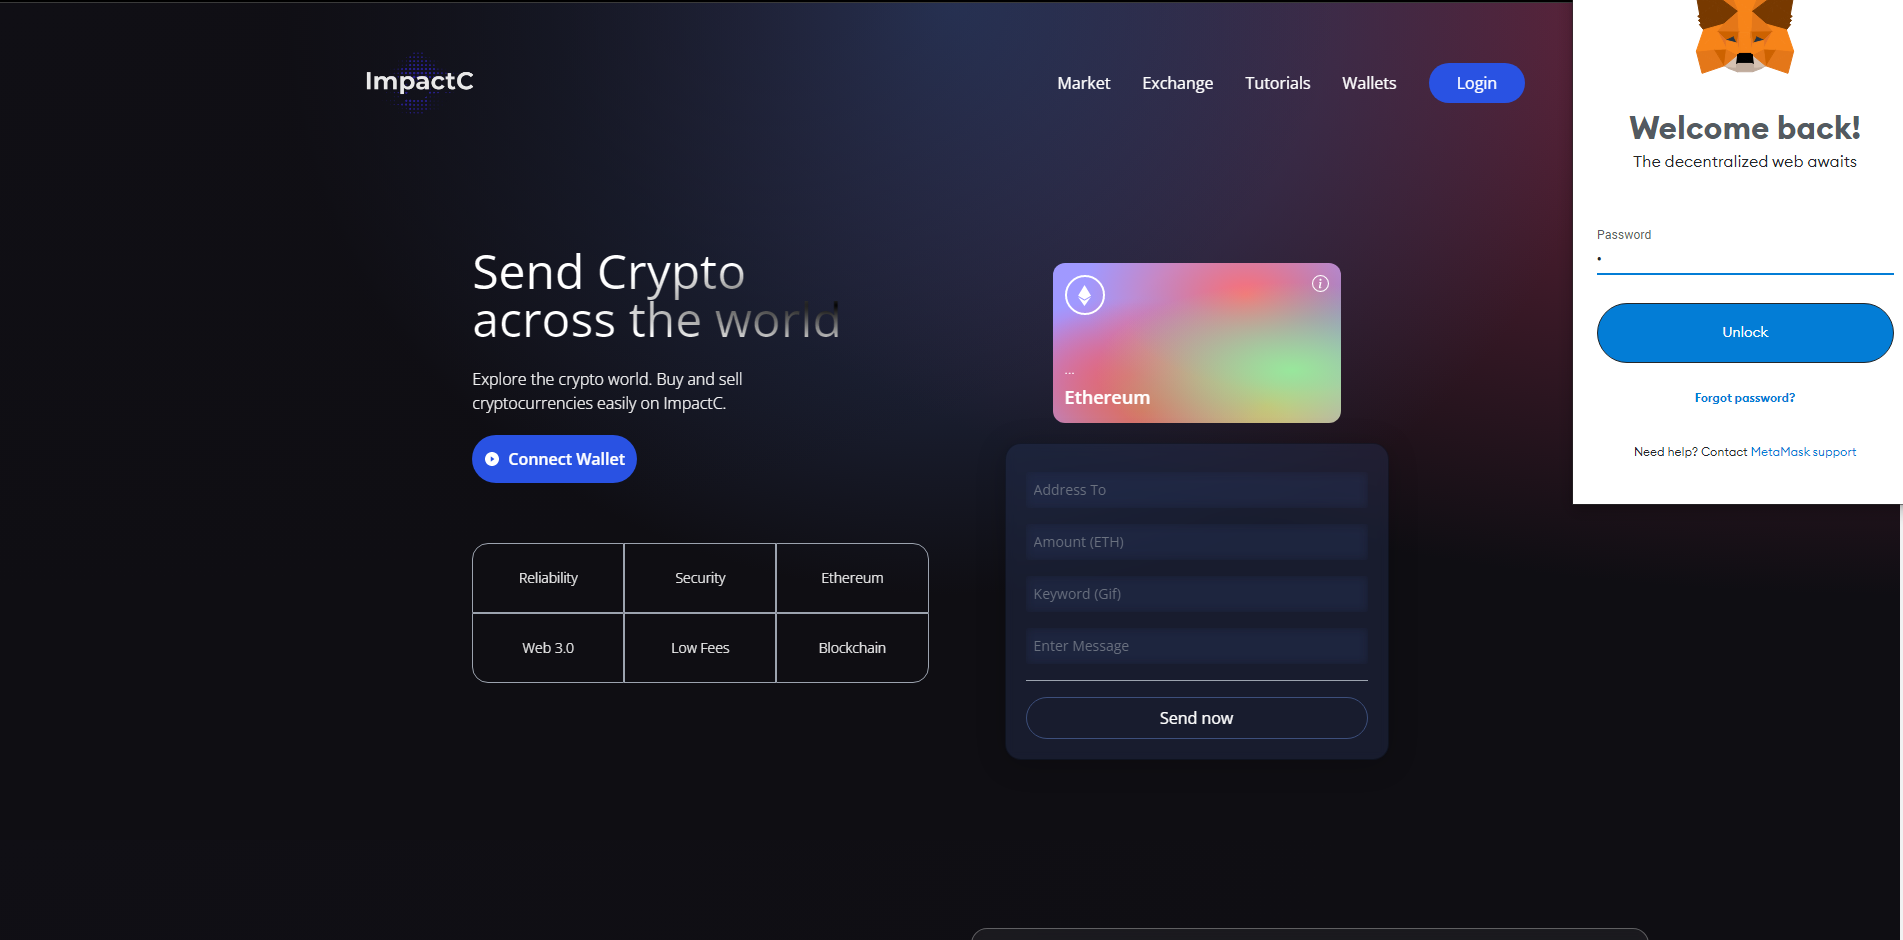 ImpactC
Market
Exchange
Tutorials
Wallets
Login
Send Crypto
across the world
Explore the crypto world. Buy and sell
cryptocurrencies easily on ImpactC.
Connect Wallet
Reliability
Security
Ethereum
Web 3.0
Low Fees
Blockchain
i
...
Ethereum
Address To
Amount (ETH)
Keyword (Gif)
Enter Message
Send now
Welcome back!
The decentralized web awaits
Password
•
Unlock
Forgot password?
Need help? Contact MetaMask support